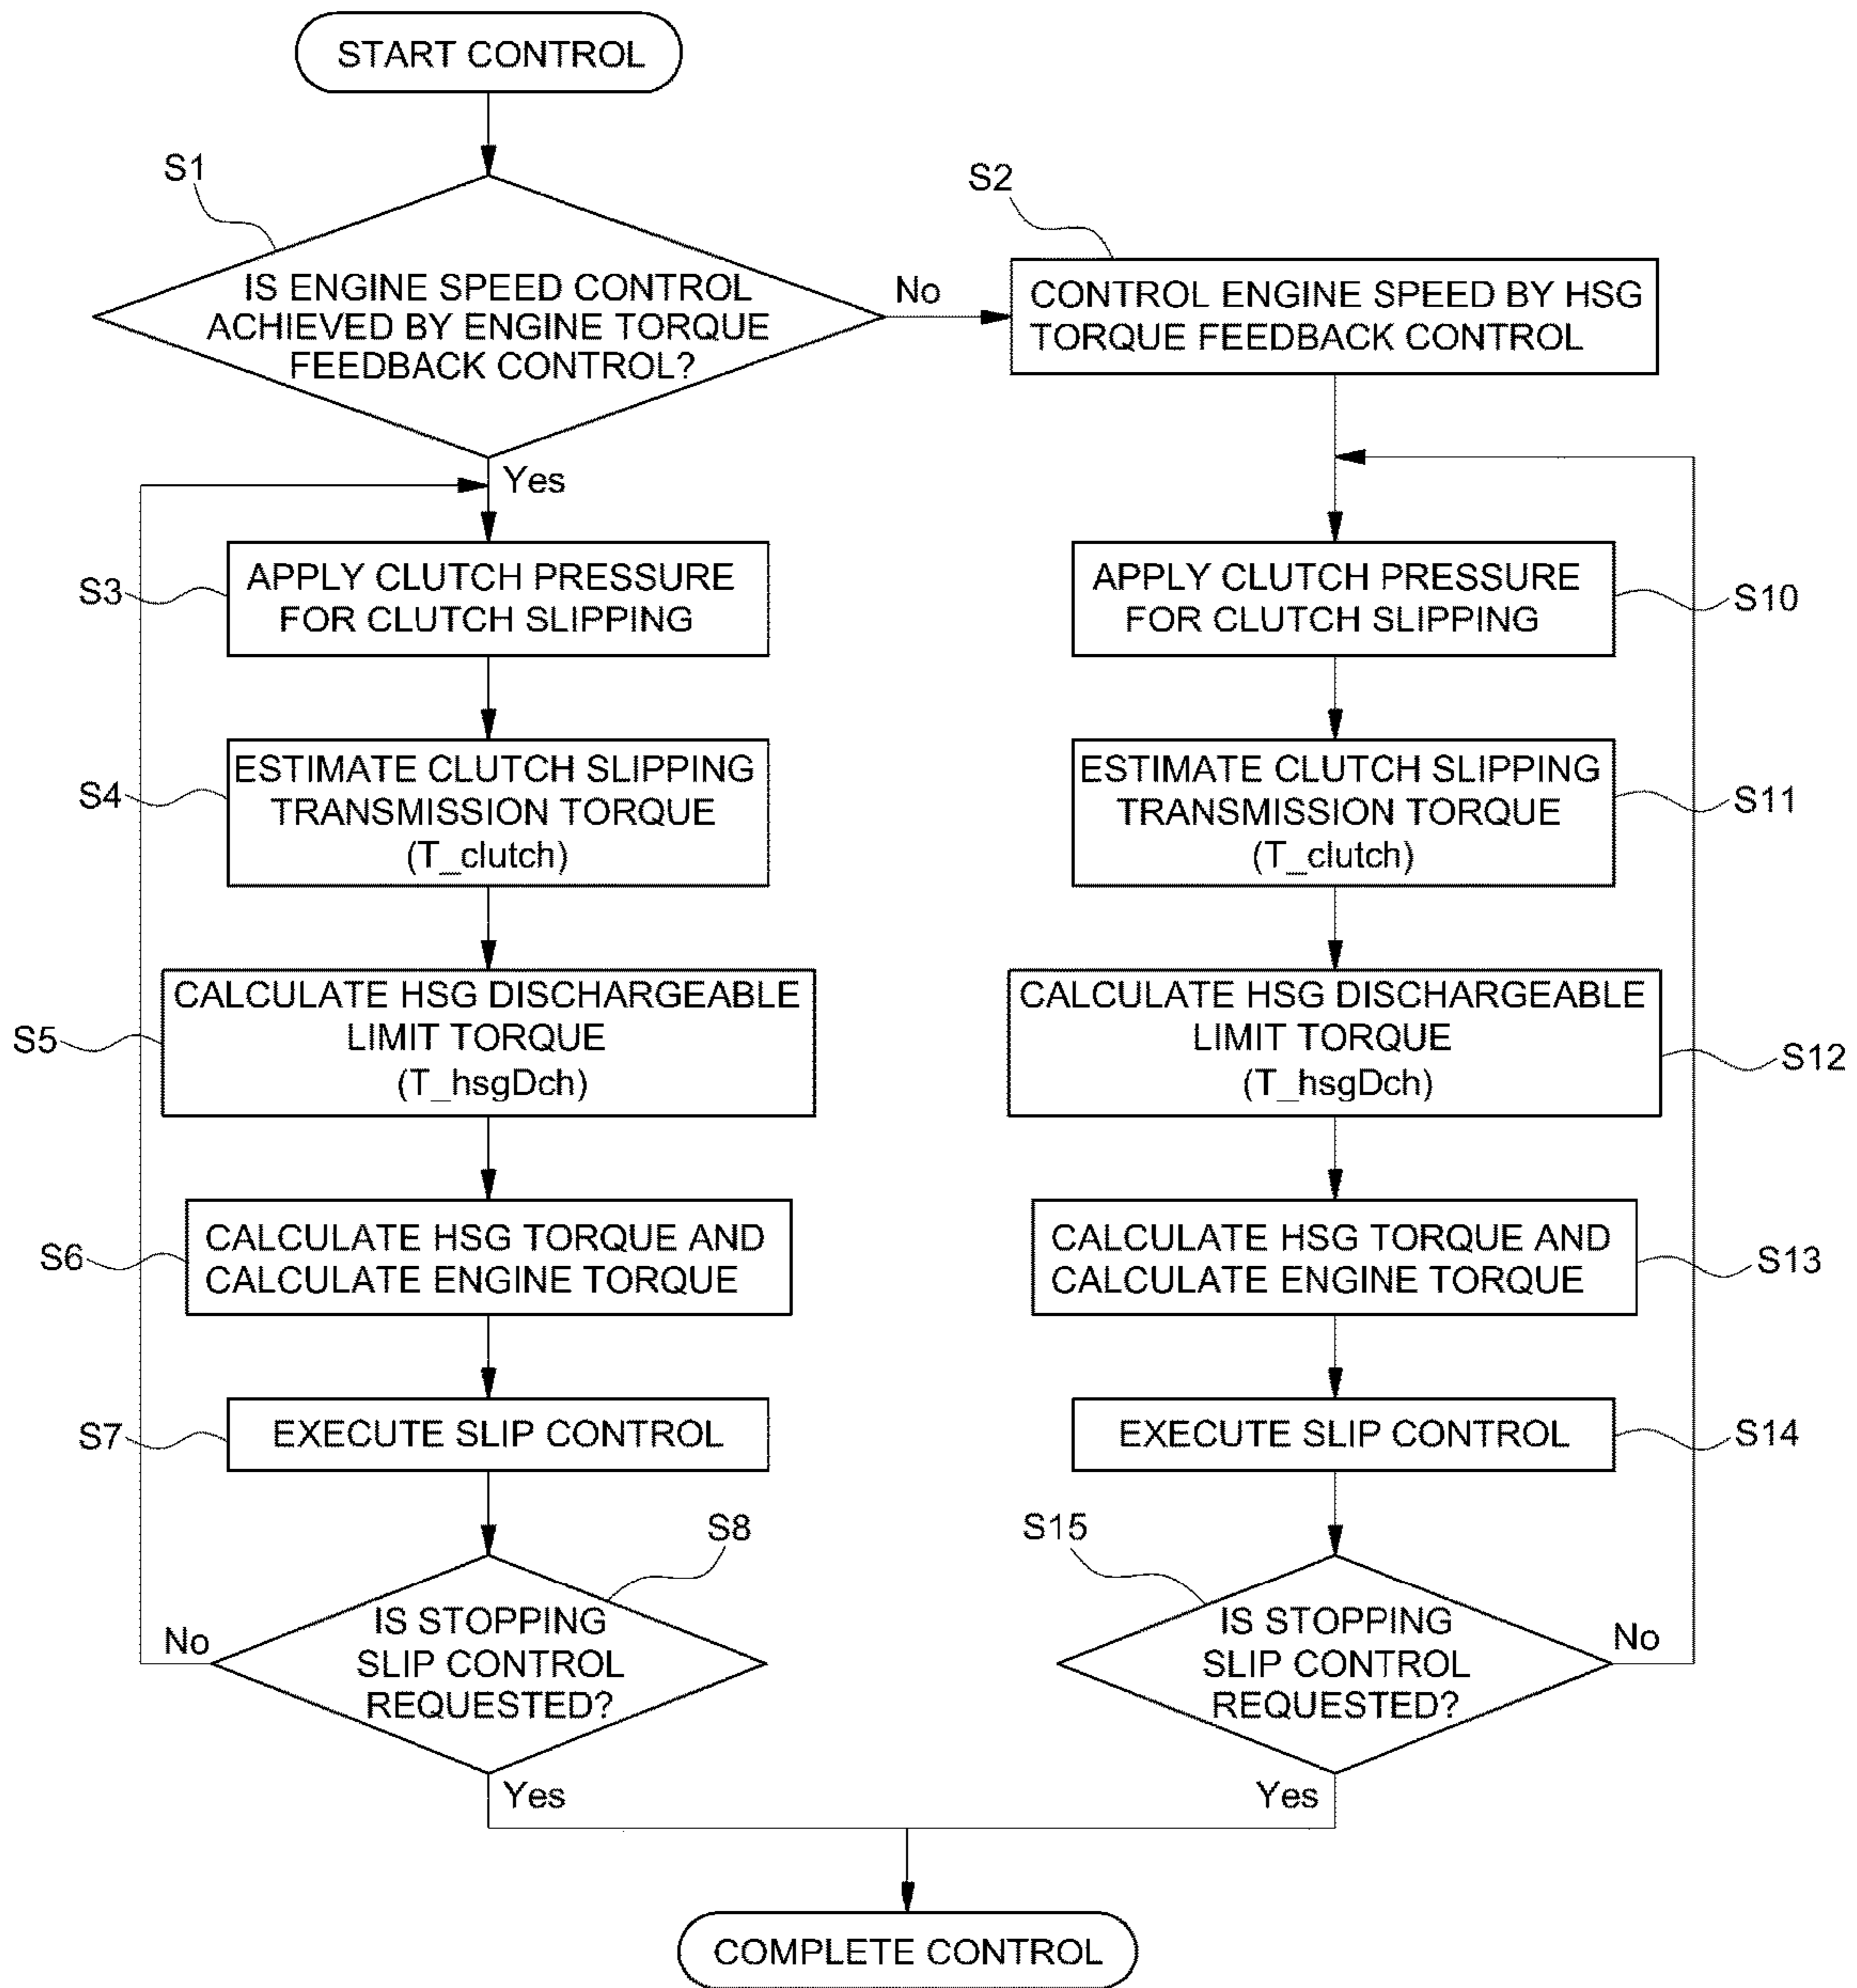 START CONTROL
S1
IS ENGINE SPEED CONTROL
ACHIEVED BY ENGINE TORQUE
FEEDBACK CONTROL?
No
S2
CONTROL ENGINE SPEED BY HSG
TORQUE FEEDBACK CONTROL
Yes
S3
APPLY CLUTCH PRESSURE
FOR CLUTCH SLIPPING
S4
ESTIMATE CLUTCH SLIPPING
TRANSMISSION TORQUE
(T_clutch)
S5
CALCULATE HSG DISCHARGEABLE
LIMIT TORQUE
(T_hsgDch)
S6
CALCULATE HSG TORQUE AND
CALCULATE ENGINE TORQUE
S7
EXECUTE SLIP CONTROL
S8
IS STOPPING
SLIP CONTROL
REQUESTED?
No
Yes
APPLY CLUTCH PRESSURE
FOR CLUTCH SLIPPING
S10
ESTIMATE CLUTCH SLIPPING
TRANSMISSION TORQUE
(T_clutch)
S11
CALCULATE HSG DISCHARGEABLE
LIMIT TORQUE
(T_hsgDch)
S12
CALCULATE HSG TORQUE AND
CALCULATE ENGINE TORQUE
S13
EXECUTE SLIP CONTROL
S14
S15
IS STOPPING
SLIP CONTROL
REQUESTED?
No
Yes
COMPLETE CONTROL